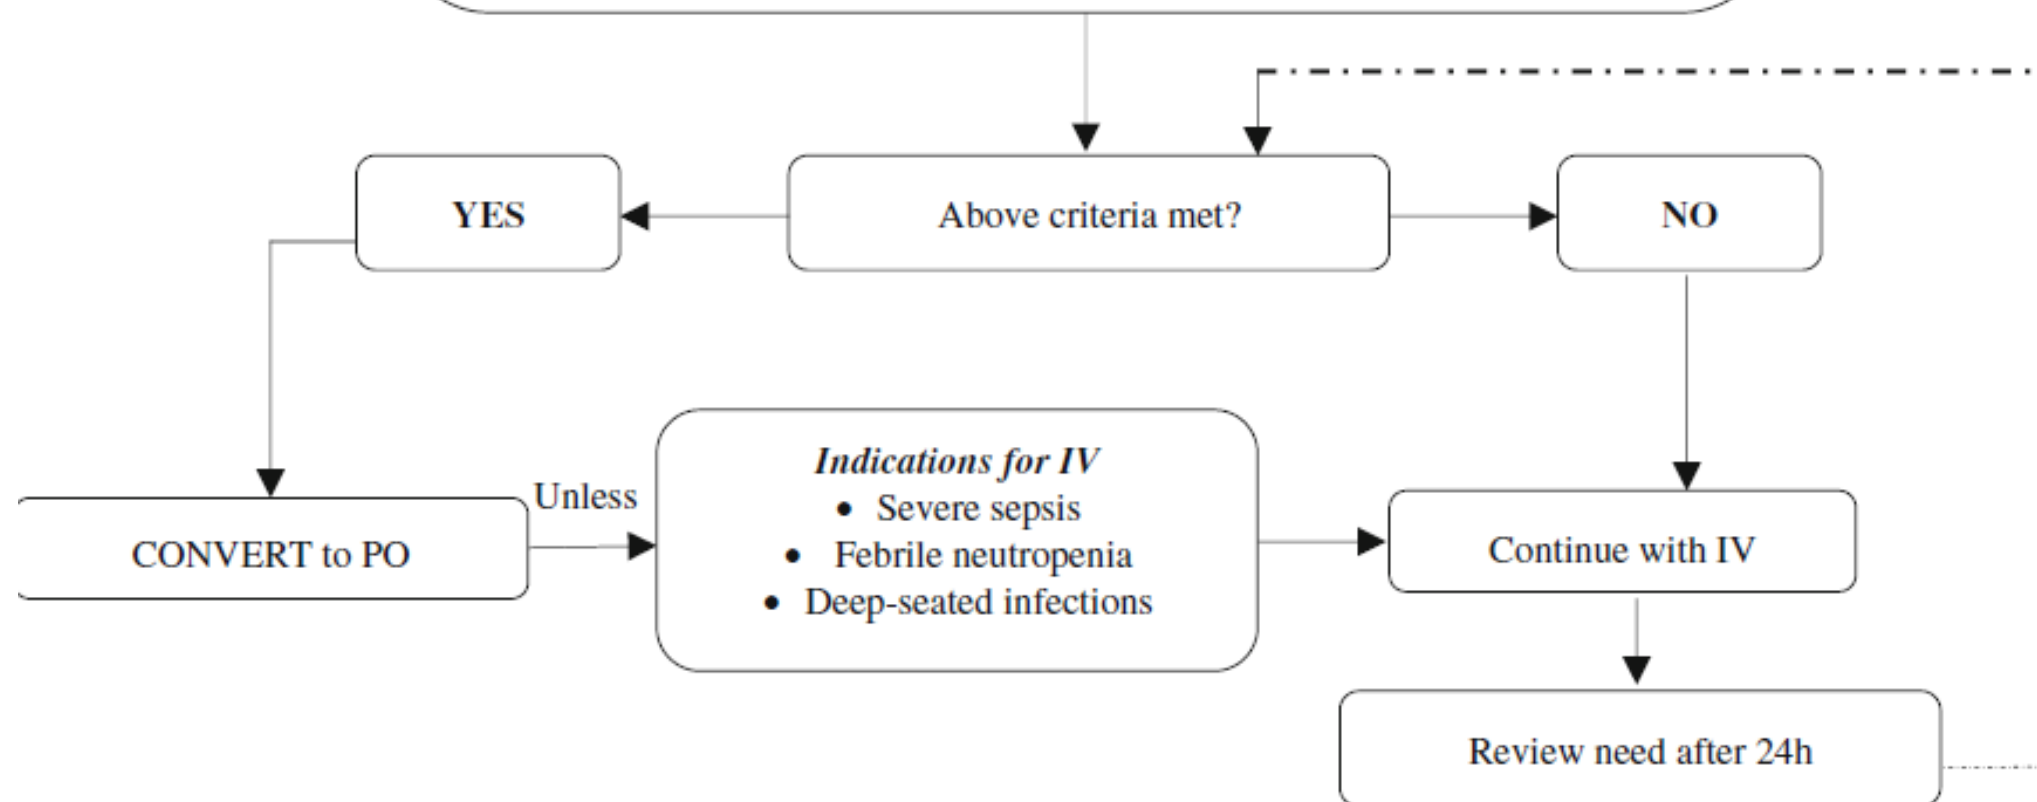 YES
Above criteria met?
NO
Unless
CONVERT to PO
Indications for IV
• Severe sepsis
• Febrile neutropenia
• Deep-seated infections
Continue with IV
Review need after 24h